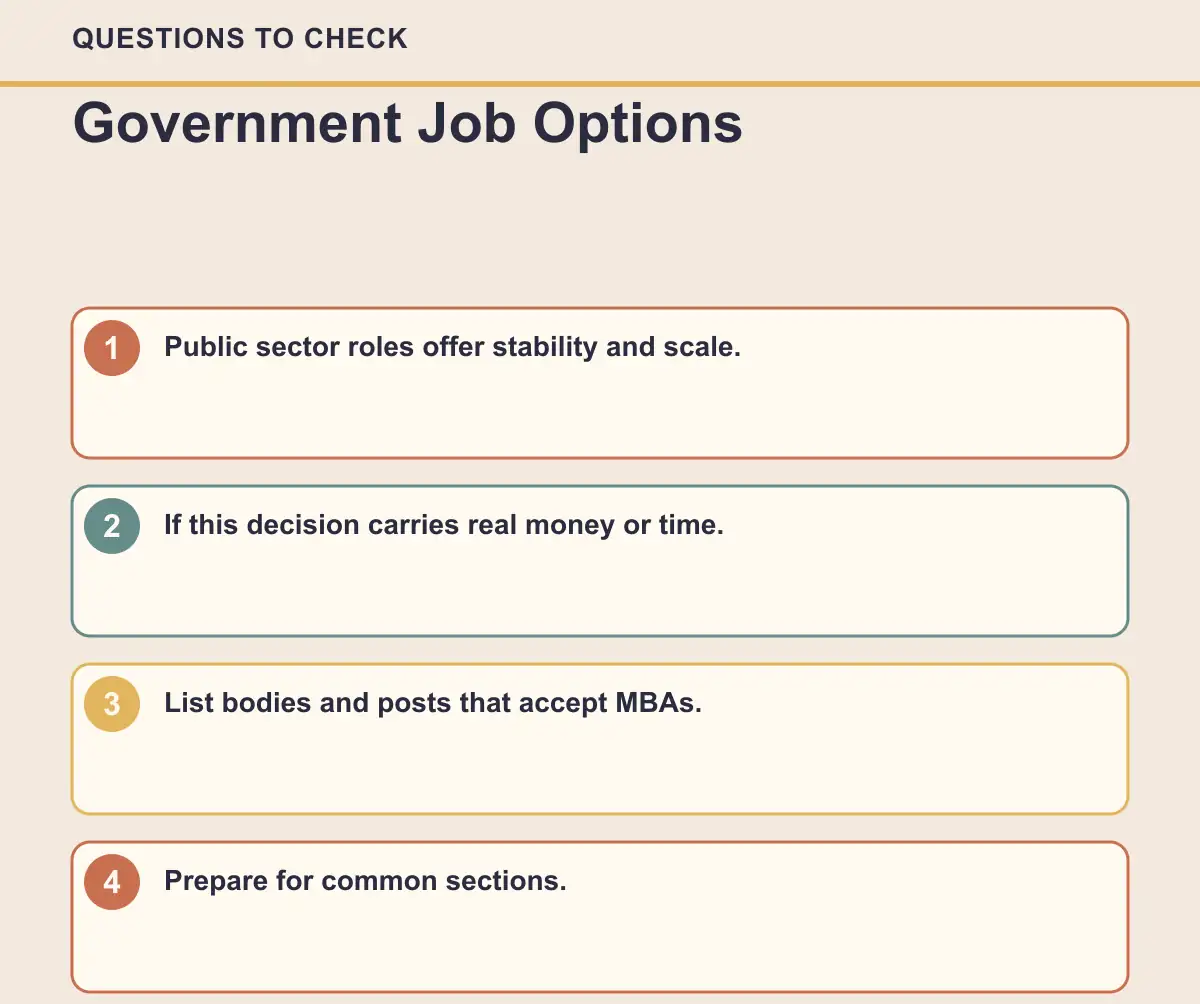 QUESTIONS TO CHECK
Government Job Options
1 Public sector roles offer stability and scale.
2 If this decision carries real money or time.
3 List bodies and posts that accept MBAs.
4 Prepare for common sections.